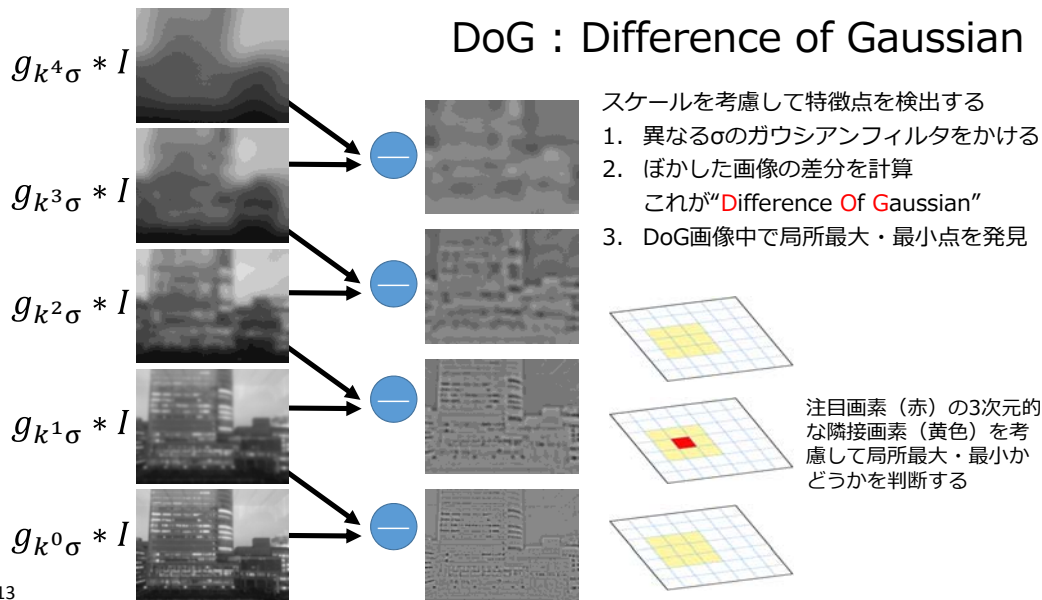 DoG : Difference of Gaussian
スケールを考慮して特徴点を検出する
1. 異なるσのガウシアンフィルタをかける
2. ぼかした画像の差分を計算
これが“Difference Of Gaussian”
3. DoG画像中で局所最大・最小点を発見
注目画素（赤）の3次元的
な隣接画素（黄色）を考
慮して局所最大・最小か
どうかを判断する
$g_{k^4σ} * I$
$g_{k^3σ} * I$
$g_{k^2σ} * I$
$g_{k^1σ} * I$
$g_{k^0σ} * I$
—
—
—
—
13